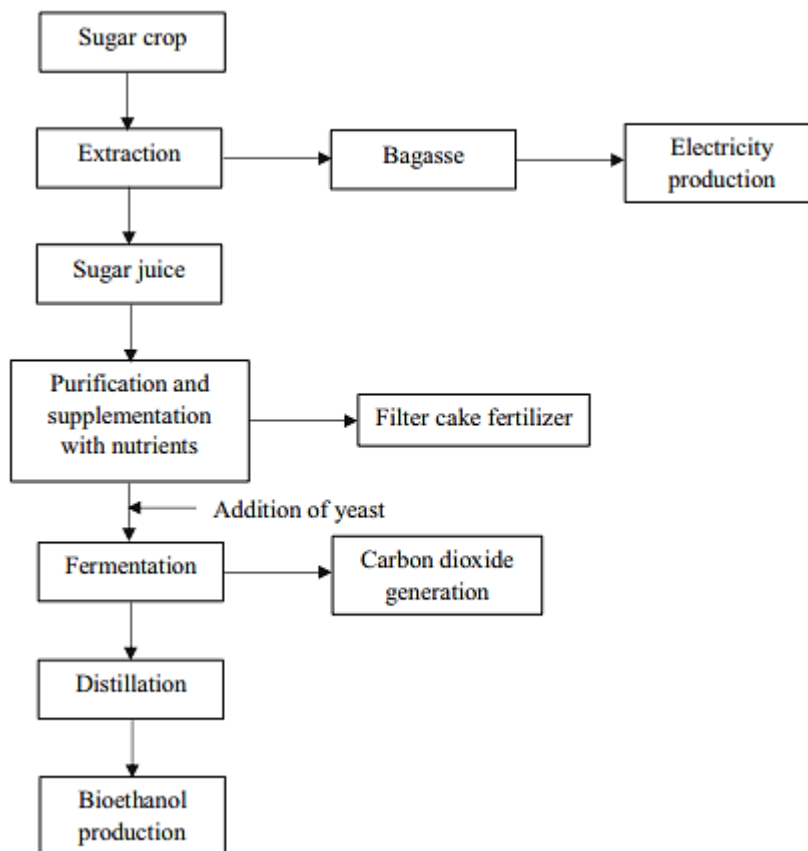 Sugar crop
Extraction
Bagasse
Electricity
production
Sugar juice
Purification and
supplementation
with nutrients
Filter cake fertilizer
Addition of yeast
Fermentation
Carbon dioxide
generation
Distillation
Bioethanol
production